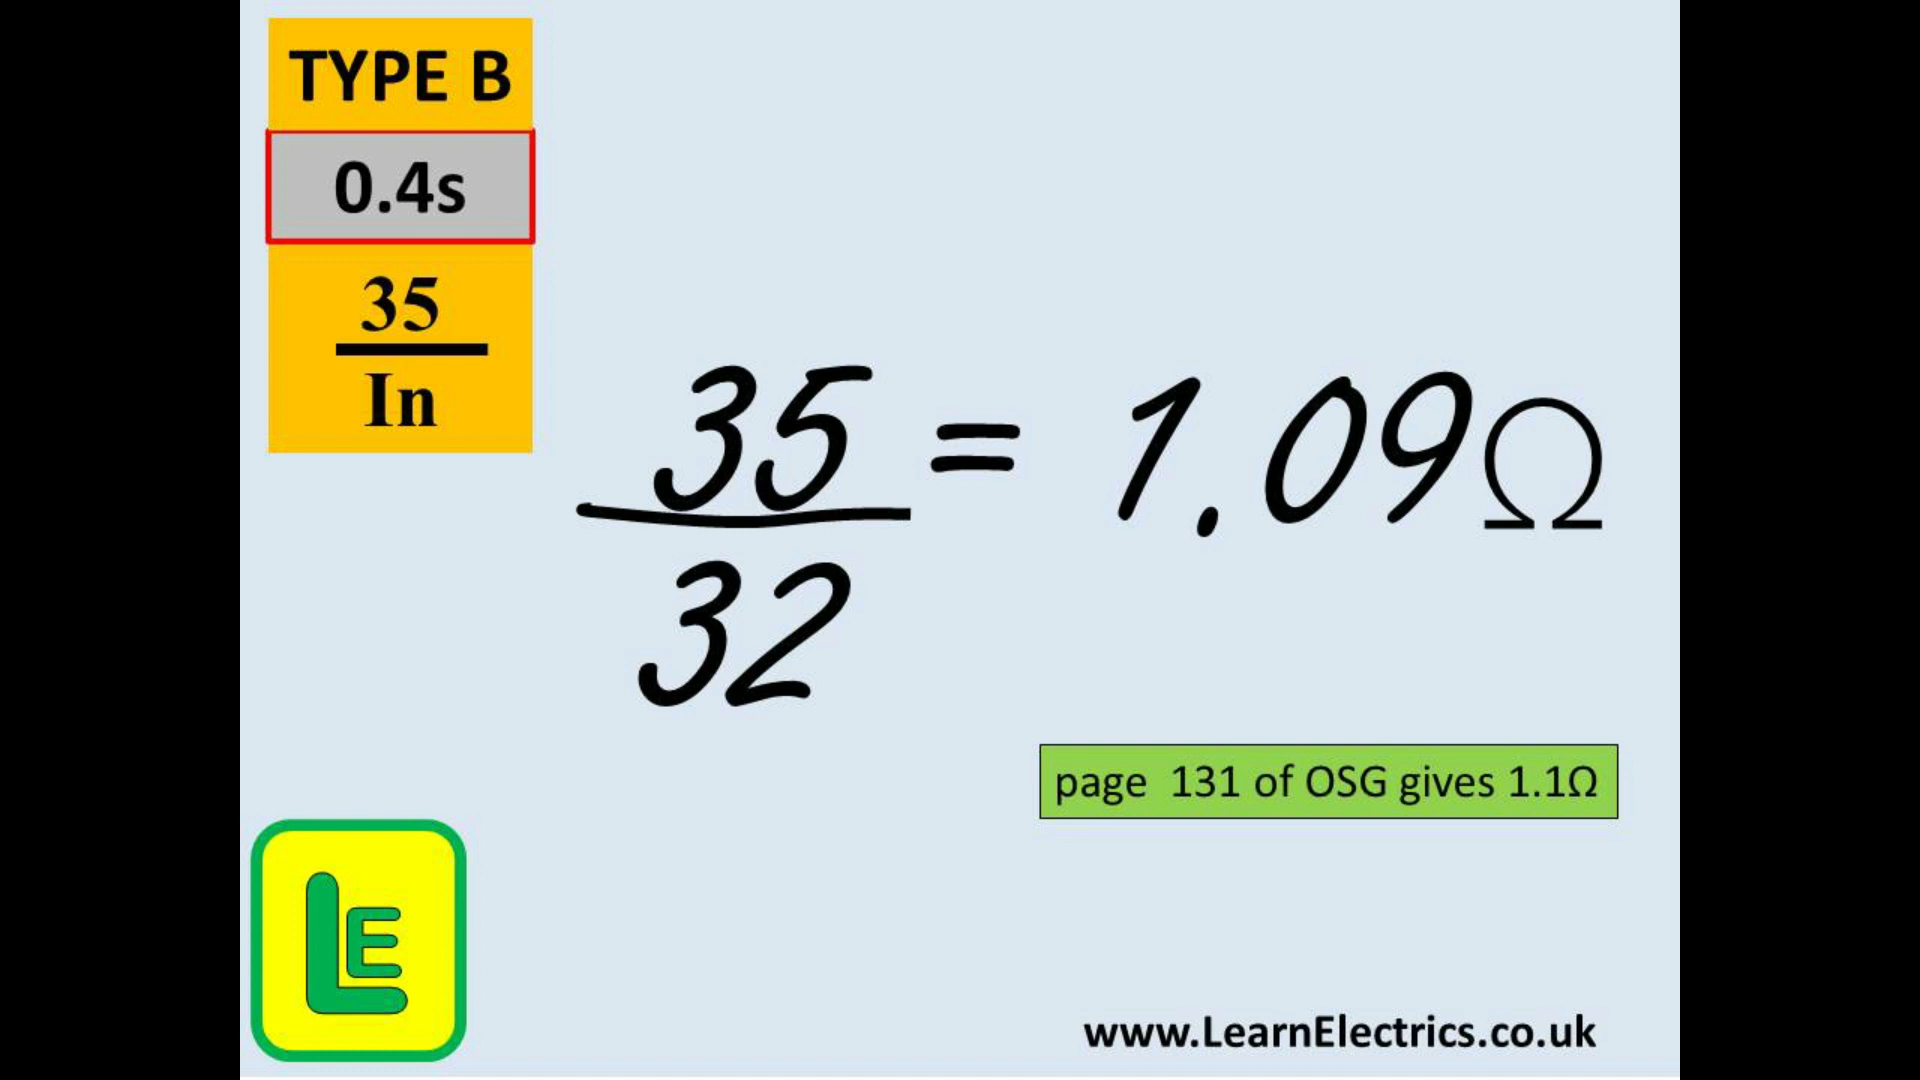 TYPE B
0.4s
35
In
35 = 1.09Ω
32
page 131 of OSG gives 1.1Ω
LE
www.LearnElectrics.co.uk